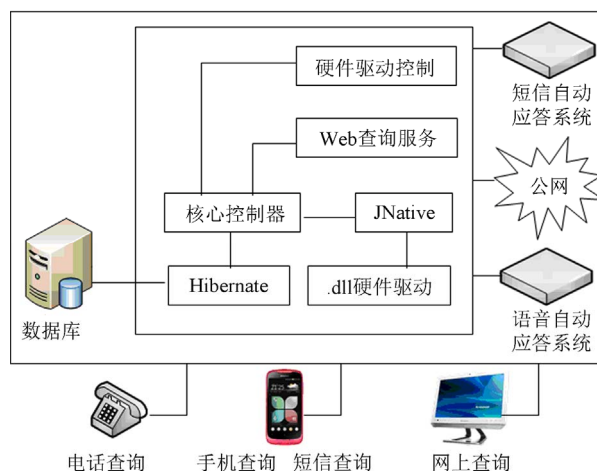 硬件驱动控制
短信自动
应答系统
Web查询服务
公网
核心控制器
JNative
Hibernate
.dll硬件驱动
数据库
语音自动
应答系统
电话查询
手机查询
短信查询
网上查询